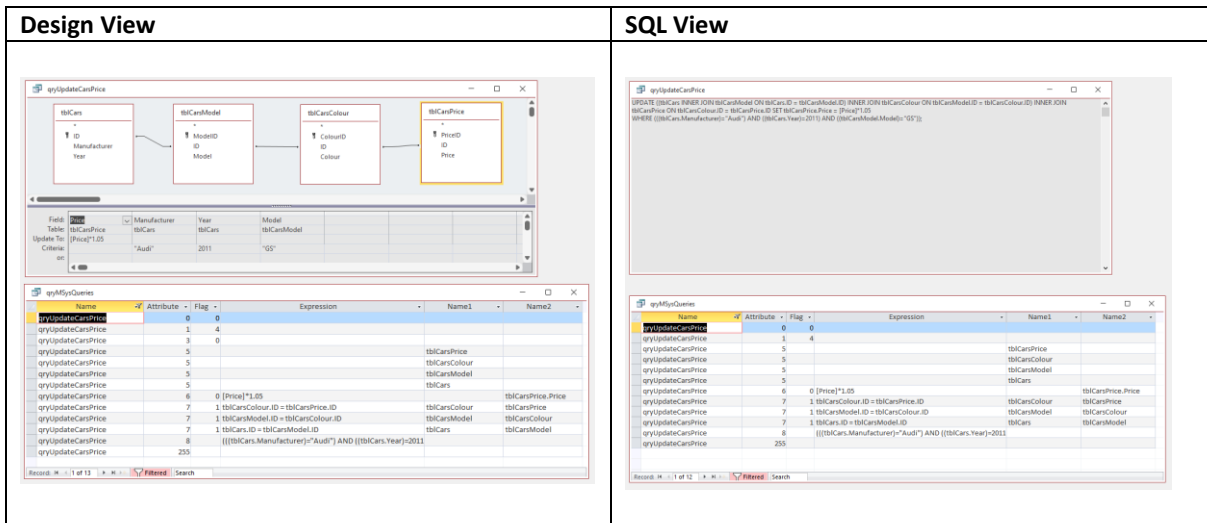 Design View
SQL View
qryUpdateCarsPrice
tblCars
tblCarsModel
tblCarsColour
tblCarsPrice
*
*
*
*
ID
ModelID
ColourID
PriceID
Manufacturer
ID
ID
ID
Year
Model
Colour
Price
Field: Price Manufacturer Year Model
Table: tblCarsPrice tblCars tblCars tblCarsModel
Update To: [Price]*1.05
Criteria: "Audi" 2011 "GS"
or:
qryMSysQueries
Name Attribute Flag Expression Name1 Name2
qryUpdateCarsPrice 0 0
qryUpdateCarsPrice 1 4
qryUpdateCarsPrice 3 0
qryUpdateCarsPrice 5 tblCarsPrice
qryUpdateCarsPrice 5 tblCarsColour
qryUpdateCarsPrice 5 tblCarsModel
qryUpdateCarsPrice 5 tblCars
qryUpdateCarsPrice 6 0 [Price]*1.05 tblCarsPrice.Price
qryUpdateCarsPrice 7 1 tblCarsColour.ID = tblCarsPrice.ID tblCarsColour tblCarsPrice
qryUpdateCarsPrice 7 1 tblCarsModel.ID = tblCarsColour.ID tblCarsModel tblCarsColour
qryUpdateCarsPrice 7 1 tblCars.ID = tblCarsModel.ID tblCars tblCarsModel
qryUpdateCarsPrice 8 (((tblCars.Manufacturer)="Audi") AND ((tblCars.Year)=2011
qryUpdateCarsPrice 255
Record: 1 of 13 Filtered Search
qryUpdateCarsPrice
UPDATE ((tblCars INNER JOIN tblCarsModel ON tblCars.ID = tblCarsModel.ID) INNER JOIN tblCarsColour ON tblCarsModel.ID = tblCarsColour.ID) INNER JOIN
tblCarsPrice ON tblCarsColour.ID = tblCarsPrice.ID SET tblCarsPrice.Price = [Price]*1.05
WHERE (((tblCars.Manufacturer)="Audi") AND ((tblCars.Year)=2011) AND ((tblCarsModel.Model)="GS"));
qryMSysQueries
Name Attribute Flag Expression Name1 Name2
qryUpdateCarsPrice 0 0
qryUpdateCarsPrice 1 4
qryUpdateCarsPrice 5 tblCarsPrice
qryUpdateCarsPrice 5 tblCarsColour
qryUpdateCarsPrice 5 tblCarsModel
qryUpdateCarsPrice 5 tblCars
qryUpdateCarsPrice 6 0 [Price]*1.05 tblCarsPrice.Price
qryUpdateCarsPrice 7 1 tblCarsColour.ID = tblCarsPrice.ID tblCarsColour tblCarsPrice
qryUpdateCarsPrice 7 1 tblCarsModel.ID = tblCarsColour.ID tblCarsModel tblCarsColour
qryUpdateCarsPrice 7 1 tblCars.ID = tblCarsModel.ID tblCars tblCarsModel
qryUpdateCarsPrice 8 (((tblCars.Manufacturer)="Audi") AND ((tblCars.Year)=2011
qryUpdateCarsPrice 255
Record: 1 of 12 Filtered Search